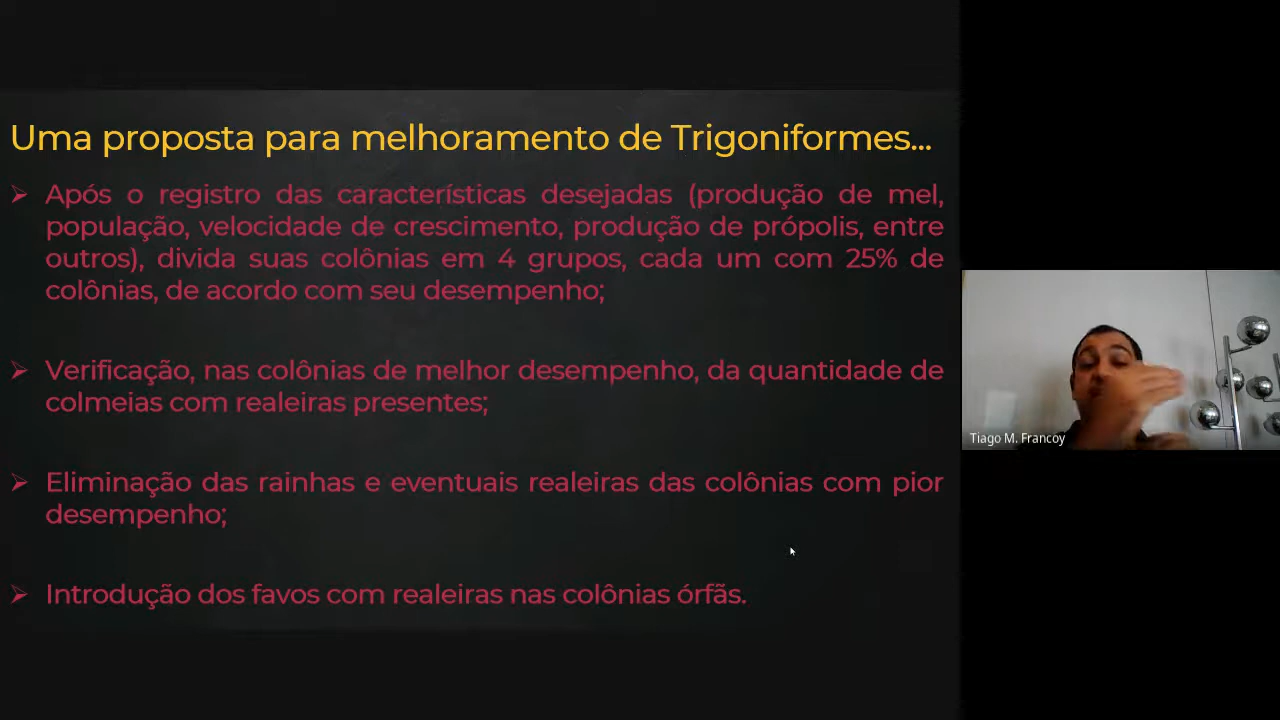 Uma proposta para melhoramento de Trigoniformes...
Após o registro das características desejadas (produção de mel,
população, velocidade de crescimento, produção de própolis, entre
outros), divida suas colônias em 4 grupos, cada um com 25% de
colônias, de acordo com seu desempenho;
Verificação, nas colônias de melhor desempenho, da quantidade de
colmeias com realeiras presentes;
Eliminação das rainhas e eventuais realeiras das colônias com pior
desempenho;
Introdução dos favos com realeiras nas colônias órfãs.
Tiago M. Francoy